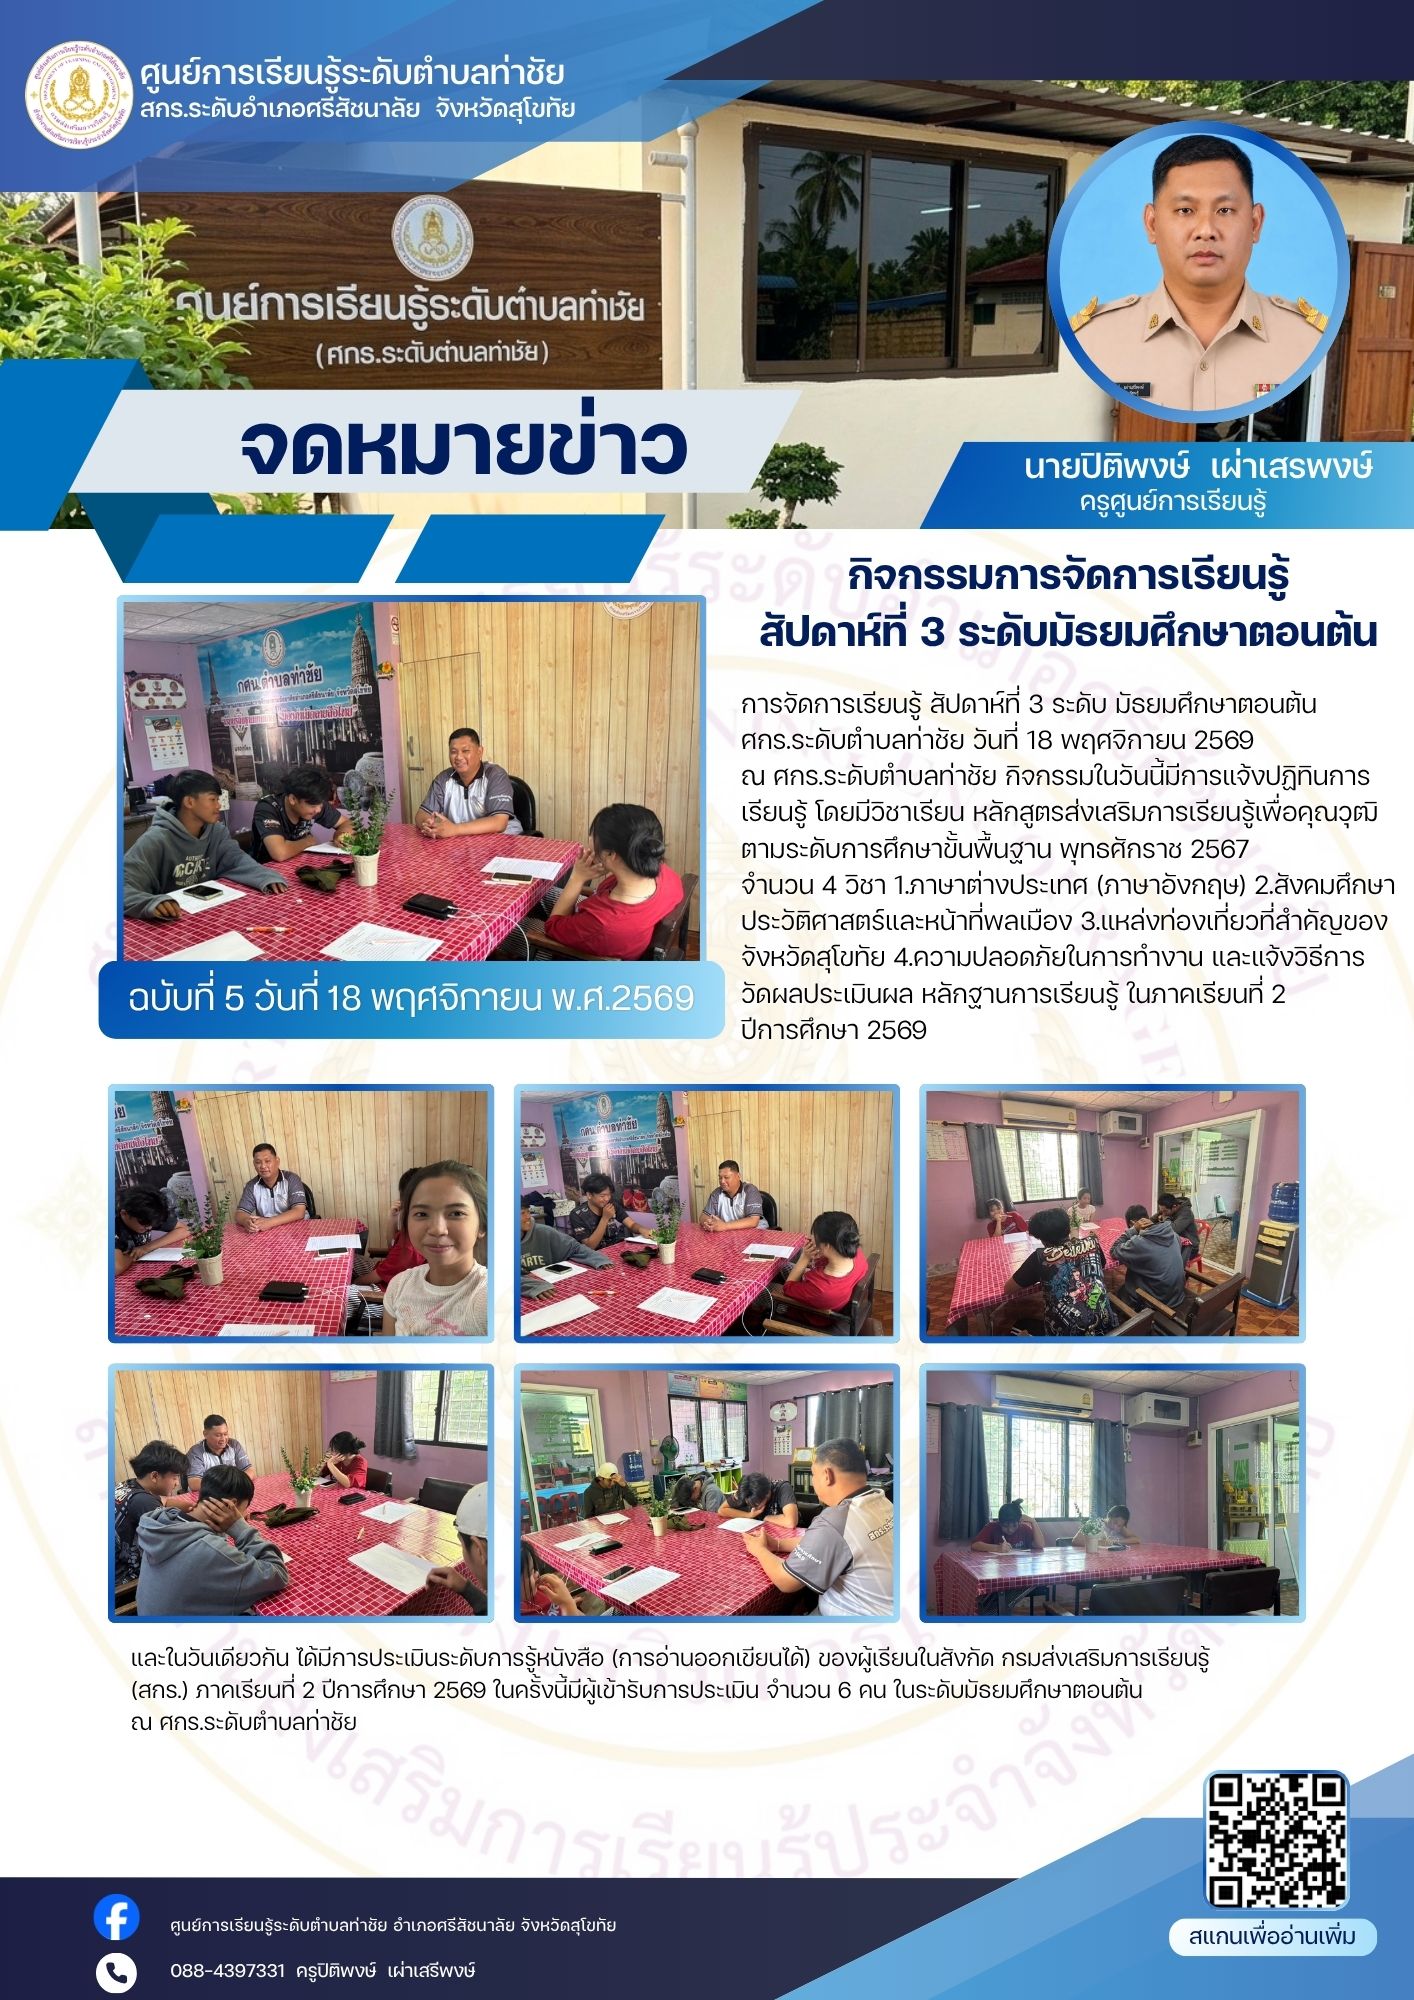 ศูนย์การเรียนรู้ระดับตำบลท่าชัย
สกร.ระดับอำเภอศรีสัชนาลัย จังหวัดสุโขทัย
ศูนย์การเรียนรู้ระดับตำบลท่าชัย
(ศกร.ระดับตำบลท่าชัย)
จดหมายข่าว
นายปิติพงษ์ เผ่าเสรพงษ์
ครูศูนย์การเรียนรู้
กิจกรรมการจัดการเรียนรู้
สัปดาห์ที่ 3 ระดับมัธยมศึกษาตอนต้น
กศน.ตำบลท่าชัย
ฉบับที่ 5 วันที่ 18 พฤศจิกายน พ.ศ.2569
การจัดการเรียนรู้ สัปดาห์ที่ 3 ระดับ มัธยมศึกษาตอนต้น
ศกร.ระดับตำบลท่าชัย วันที่ 18 พฤศจิกายน 2569
ณ ศกร.ระดับตำบลท่าชัย กิจกรรมในวันนี้มีการแจ้งปฏิทินการ
เรียนรู้ โดยมีวิชาเรียน หลักสูตรส่งเสริมการเรียนรู้เพื่อคุณวุฒิ
ตามระดับการศึกษาขั้นพื้นฐาน พุทธศักราช 2567
จำนวน 4 วิชา 1.ภาษาต่างประเทศ (ภาษาอังกฤษ) 2.สังคมศึกษา
ประวัติศาสตร์และหน้าที่พลเมือง 3.แหล่งท่องเที่ยวที่สำคัญของ
จังหวัดสุโขทัย 4.ความปลอดภัยในการทำงาน และแจ้งวิธีการ
วัดผลประเมินผล หลักฐานการเรียนรู้ ในภาคเรียนที่ 2
ปีการศึกษา 2569
กศน.ตำบลท่าชัย
และในวันเดียวกัน ได้มีการประเมินระดับการรู้หนังสือ (การอ่านออกเขียนได้) ของผู้เรียนในสังกัด กรมส่งเสริมการเรียนรู้
(สกร.) ภาคเรียนที่ 2 ปีการศึกษา 2569 ในครั้งนี้มีผู้เข้ารับการประเมิน จำนวน 6 คน ในระดับมัธยมศึกษาตอนต้น
ณ ศกร.ระดับตำบลท่าชัย
สแกนเพื่ออ่านเพิ่ม
ศูนย์การเรียนรู้ระดับตำบลท่าชัย อำเภอศรีสัชนาลัย จังหวัดสุโขทัย
088-4397331 ครูปิติพงษ์ เผ่าเสรีพงษ์